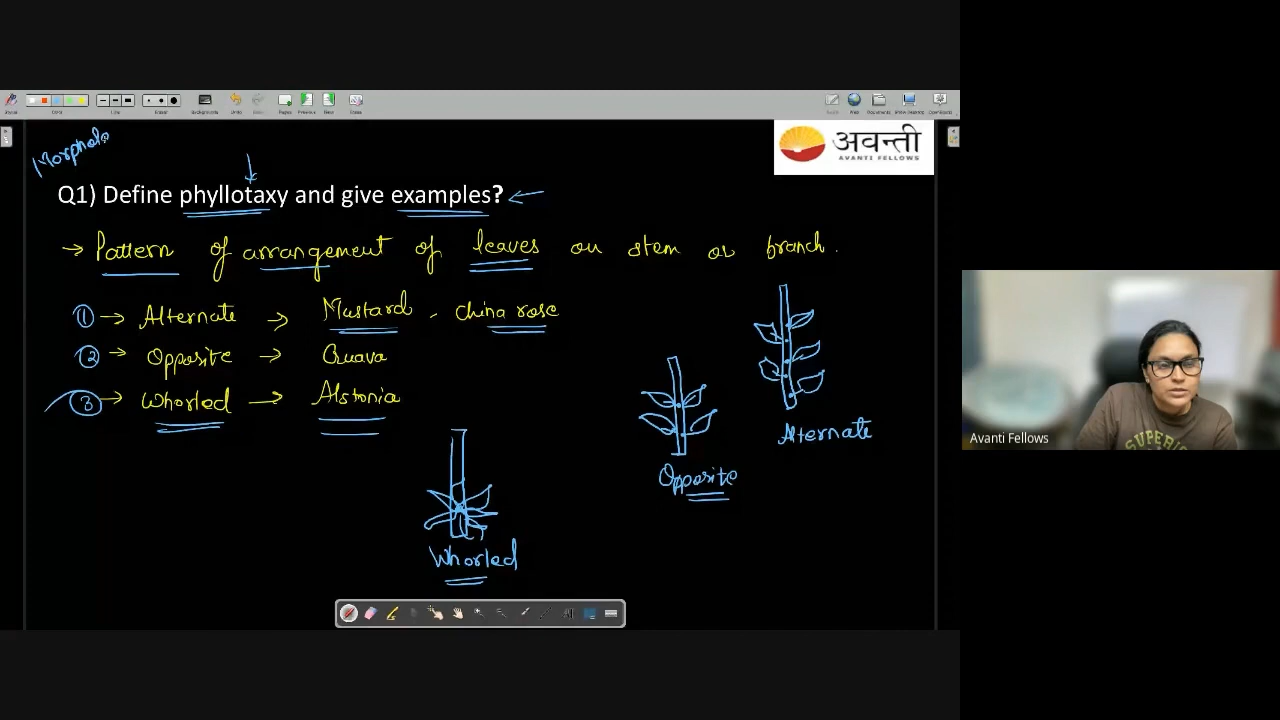 Morpholo
अवन्ती
AVANTI FELLOWS
Q1) Define phyllotaxy and give examples?
→ Pattern of arrangement of leaves on stem or branch.
① → Alternate → Mustard, China rose
② → Opposite → Guava
③ → Whorled → Alstonia
Alternate
Opposite
Whorled
Avanti Fellows
SUPERIO